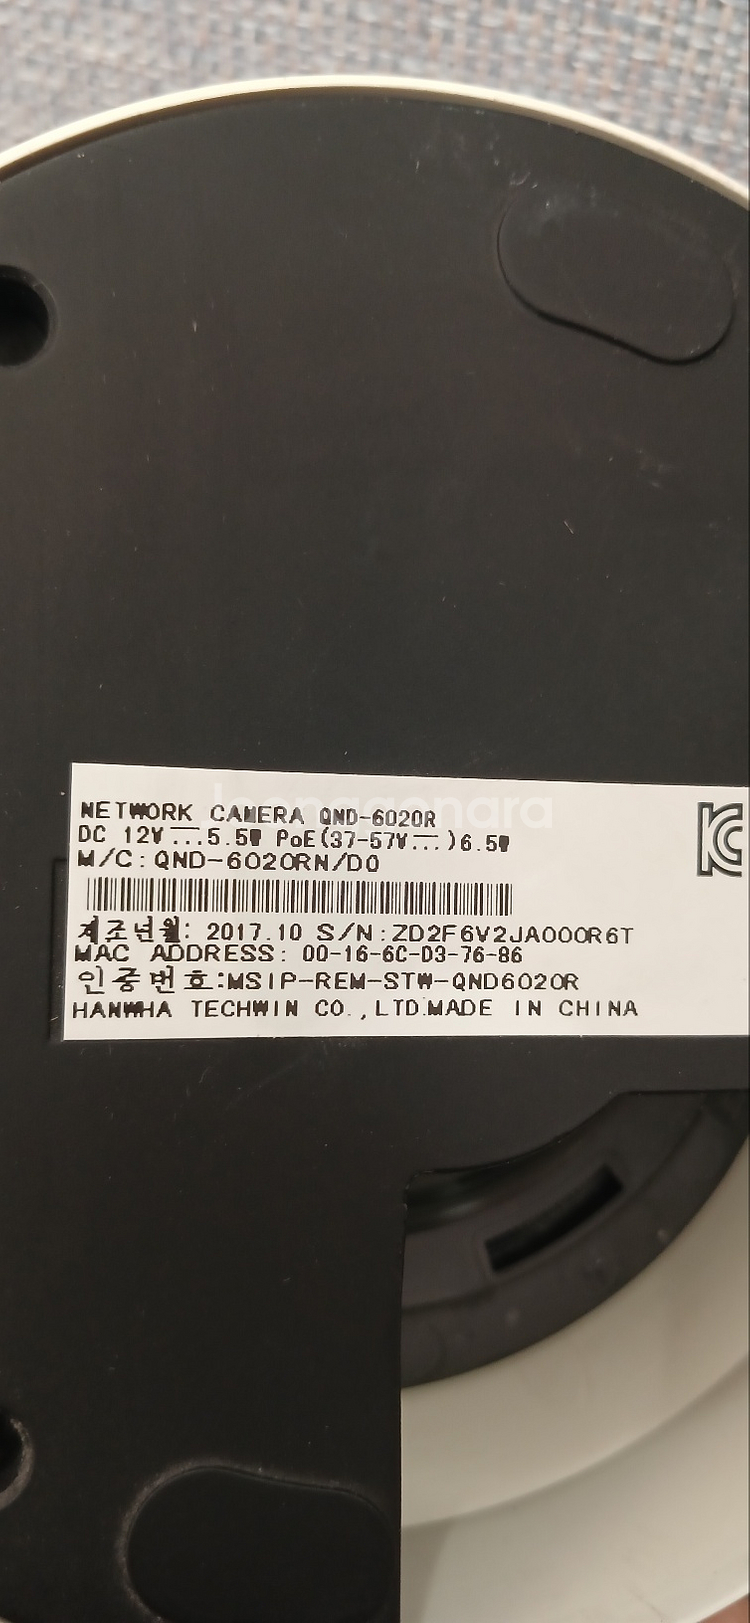 NETWORK CAMERA QND-6020R
DC 12V⎓5.5W PoE(37-57V⎓)6.5W
M/C:QND-6020RN/DO
제조년월: 2017.10 S/N:ZD2F6V2JA000R6T
MAC ADDRESS: 00-16-6C-D3-76-86
인증번호:MSIP-REM-STW-QND6020R
HANWHA TECHWIN CO.,LTD.MADE IN CHINA
Joonggonara